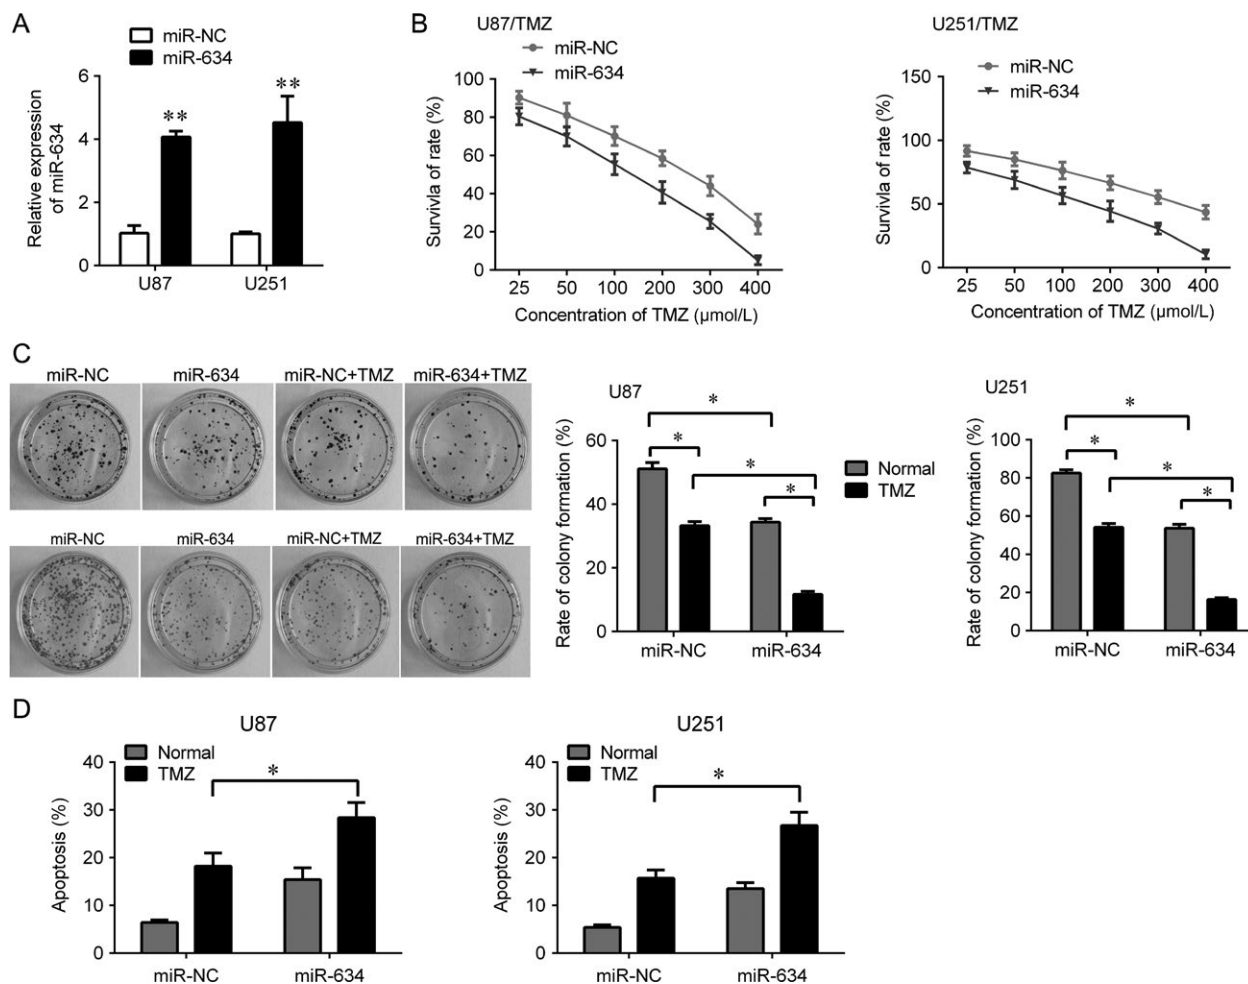 A
miR-NC
miR-634
Relative expression
of miR-634
6
4
2
0
**
**
U87
U251
B
U87/TMZ
miR-NC
miR-634
Survivla of rate (%)
100
80
60
40
20
0
25 50 100 200 300 400
Concentration of TMZ (μmol/L)
U251/TMZ
miR-NC
miR-634
Survivla of rate (%)
150
100
50
0
25 50 100 200 300 400
Concentration of TMZ (μmol/L)
C
miR-NC miR-634 miR-NC+TMZ miR-634+TMZ
miR-NC miR-634 miR-NC+TMZ miR-634+TMZ
U87
Rate of colony formation (%)
60
40
20
0
*
*
*
*
miR-NC miR-634
Normal
TMZ
U251
Rate of colony formation (%)
100
80
60
40
20
0
*
*
*
*
miR-NC miR-634
D
U87
Normal
TMZ
Apoptosis (%)
40
30
20
10
0
*
miR-NC miR-634
U251
Normal
TMZ
Apoptosis (%)
40
30
20
10
0
*
miR-NC miR-634